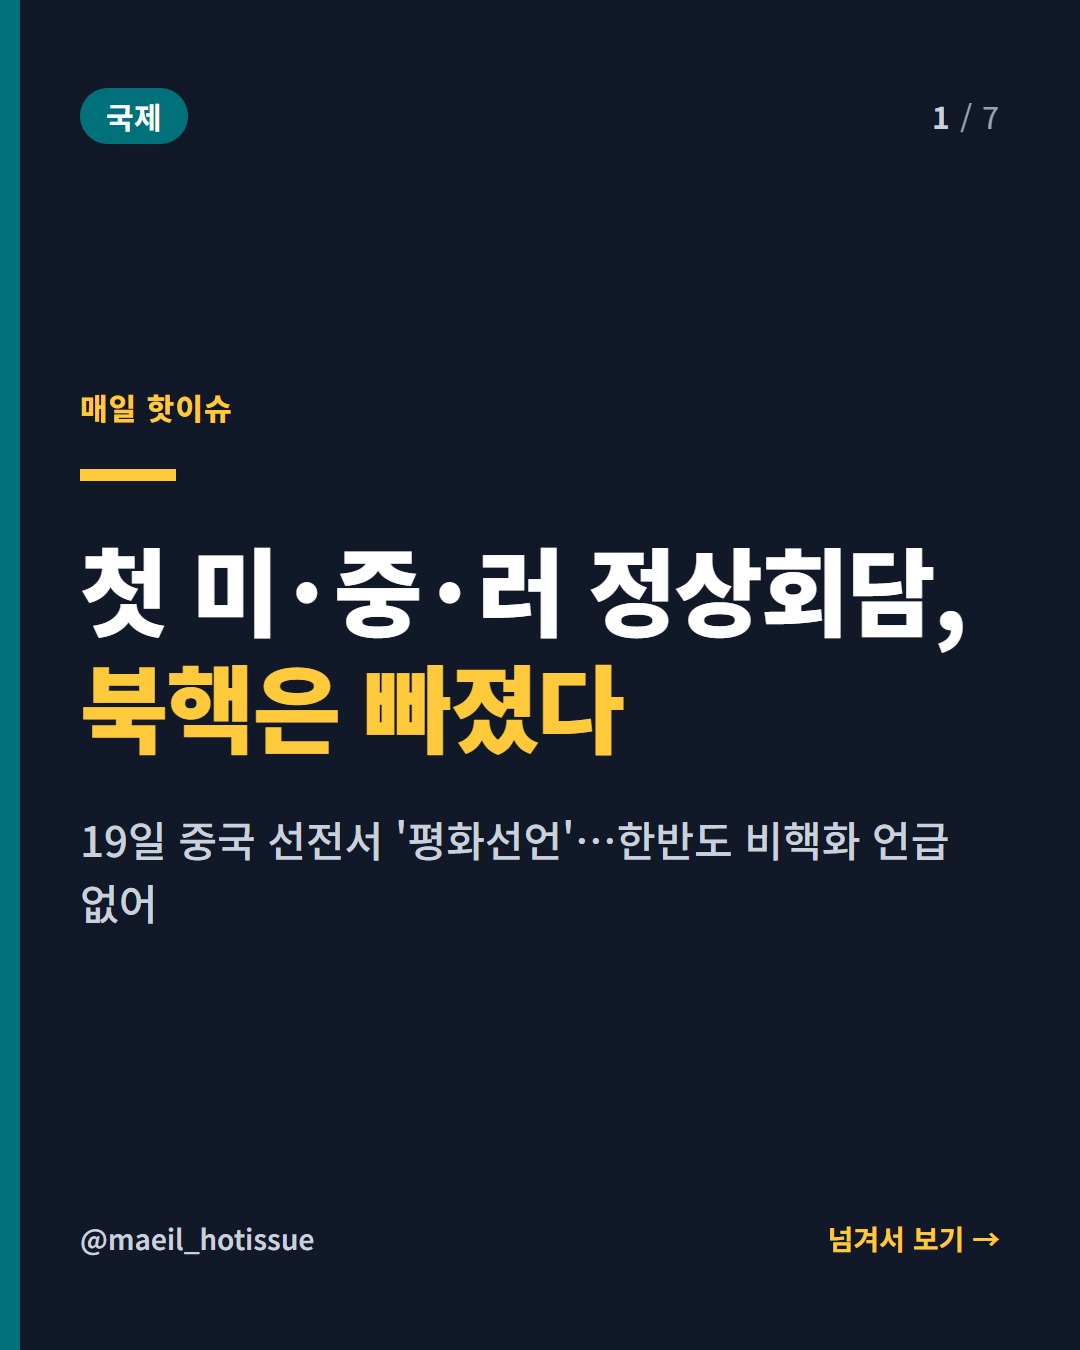 국제
1 / 7
매일 핫이슈
첫 미·중·러 정상회담,
북핵은 빠졌다
19일 중국 선전서 '평화선언'…한반도 비핵화 언급
없어
@maeil_hotissue
넘겨서 보기 →